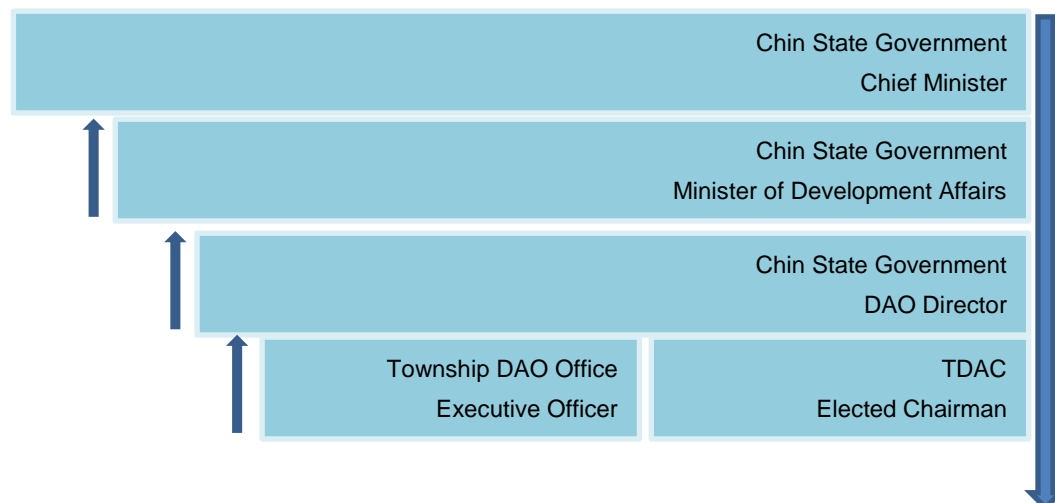 Chin State Government
Chief Minister
Chin State Government
Minister of Development Affairs
Chin State Government
DAO Director
Township DAO Office
Executive Officer
TDAC
Elected Chairman